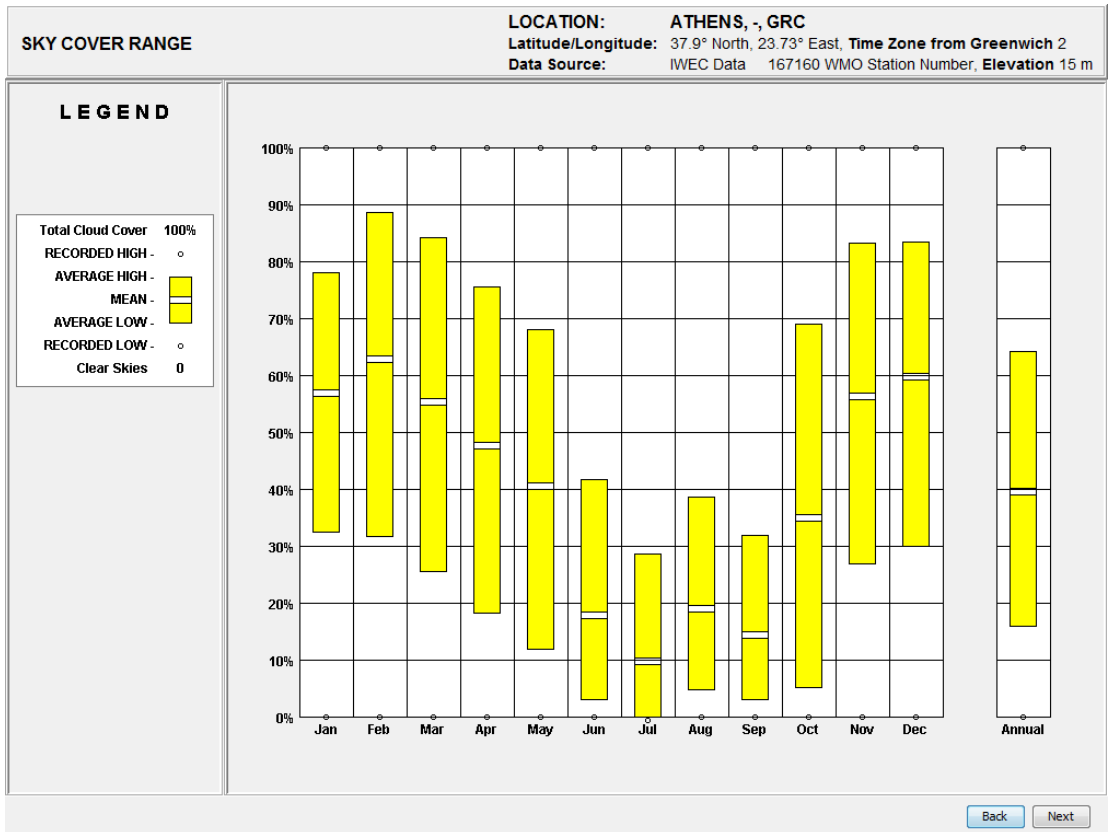 SKY COVER RANGE
LOCATION: ATHENS, -, GRC
Latitude/Longitude: 37.9° North, 23.73° East, Time Zone from Greenwich 2
Data Source: IWEC Data 167160 WMO Station Number, Elevation 15 m
LEGEND
Total Cloud Cover 100%
RECORDED HIGH -
AVERAGE HIGH -
MEAN -
AVERAGE LOW -
RECORDED LOW -
Clear Skies 0
100%
90%
80%
70%
60%
50%
40%
30%
20%
10%
0%
Jan Feb Mar Apr May Jun Jul Aug Sep Oct Nov Dec Annual
Back Next